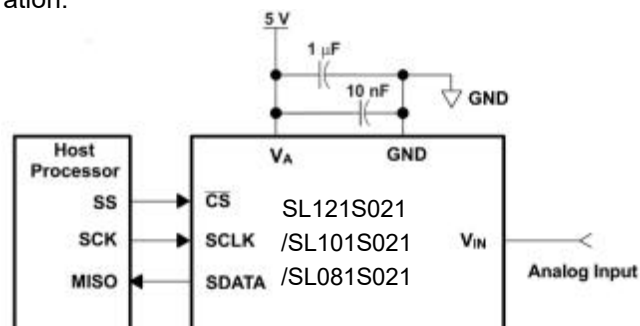 ration.
5 V
1 µF
10 nF
GND
Host
Processor
VA
GND
SS
CS
SL121S021
SCK
SCLK
/SL101S021
VIN
MISO
SDATA
/SL081S021
Analog Input